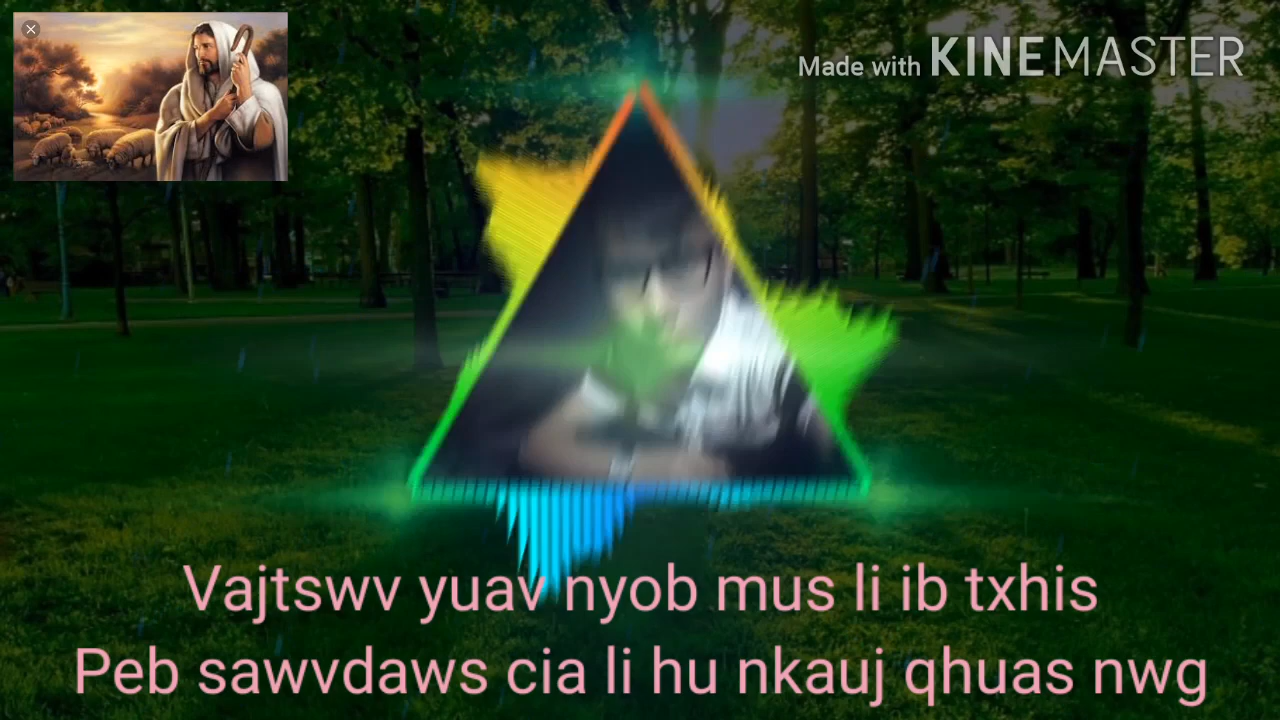 Made with KINEMASTER
Vajtswv yuav nyob mus li ib txhis
Peb sawvdaws cia li hu nkauj qhuas nwg